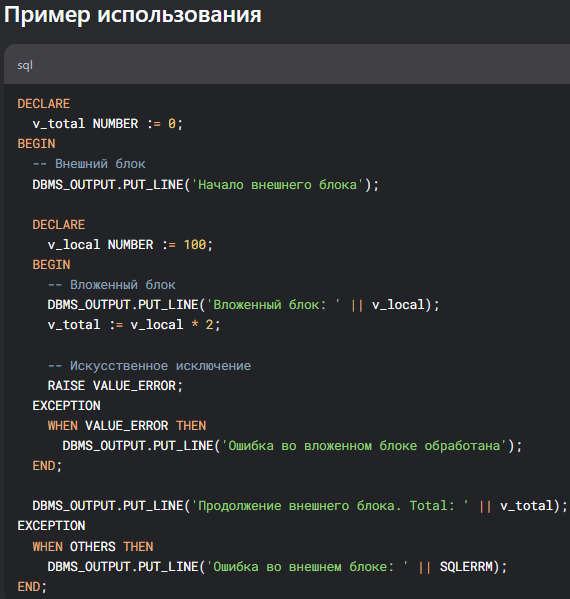 Пример использования
sql
DECLARE
  v_total NUMBER := 0;
BEGIN
  -- Внешний блок
  DBMS_OUTPUT.PUT_LINE('Начало внешнего блока');

  DECLARE
    v_local NUMBER := 100;
  BEGIN
    -- Вложенный блок
    DBMS_OUTPUT.PUT_LINE('Вложенный блок: ' || v_local);
    v_total := v_local * 2;

    -- Искусственное исключение
    RAISE VALUE_ERROR;
  EXCEPTION
    WHEN VALUE_ERROR THEN
      DBMS_OUTPUT.PUT_LINE('Ошибка во вложенном блоке обработана');
  END;

  DBMS_OUTPUT.PUT_LINE('Продолжение внешнего блока. Total: ' || v_total);
EXCEPTION
  WHEN OTHERS THEN
    DBMS_OUTPUT.PUT_LINE('Ошибка во внешнем блоке: ' || SQLERRM);
END;